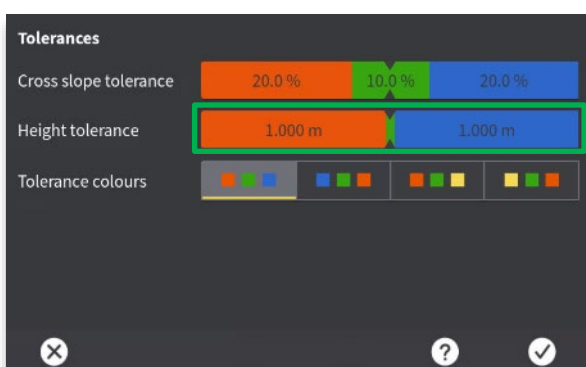 Tolerances
Cross slope tolerance 20.0 % 10.0 % 20.0 %
Height tolerance 1.000 m 1.000 m
Tolerance colours
?